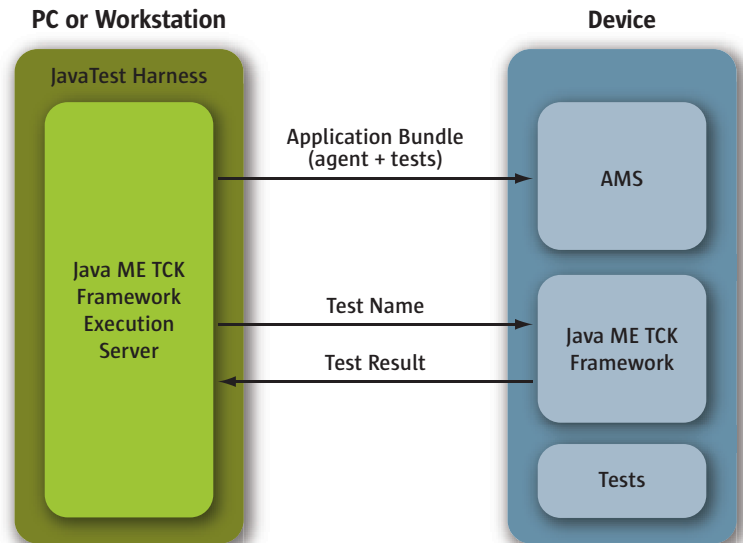 PC or Workstation
Device
JavaTest Harness
Application Bundle
(agent + tests)
AMS
Java ME TCK
Framework
Execution
Server
Test Name
Test Result
Java ME TCK
Framework
Tests